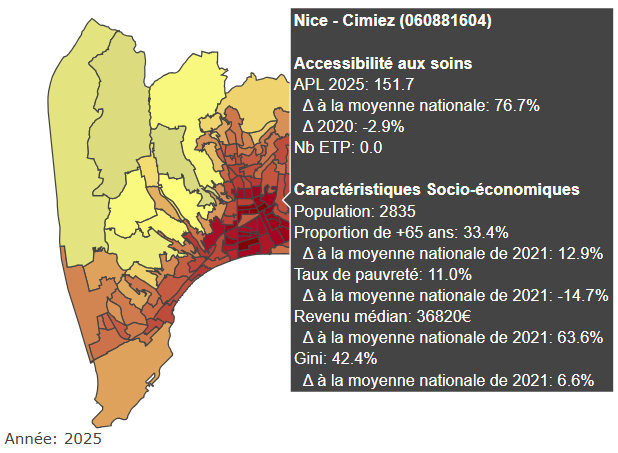 Nice - Cimiez (060881604)
Accessibilité aux soins
APL 2025: 151.7
Δ à la moyenne nationale: 76.7%
Δ 2020: -2.9%
Nb ETP: 0.0
Caractéristiques Socio-économiques
Population: 2835
Proportion de +65 ans: 33.4%
Δ à la moyenne nationale de 2021: 12.9%
Taux de pauvreté: 11.0%
Δ à la moyenne nationale de 2021: -14.7%
Revenu médian: 36820€
Δ à la moyenne nationale de 2021: 63.6%
Gini: 42.4%
Δ à la moyenne nationale de 2021: 6.6%
Année: 2025